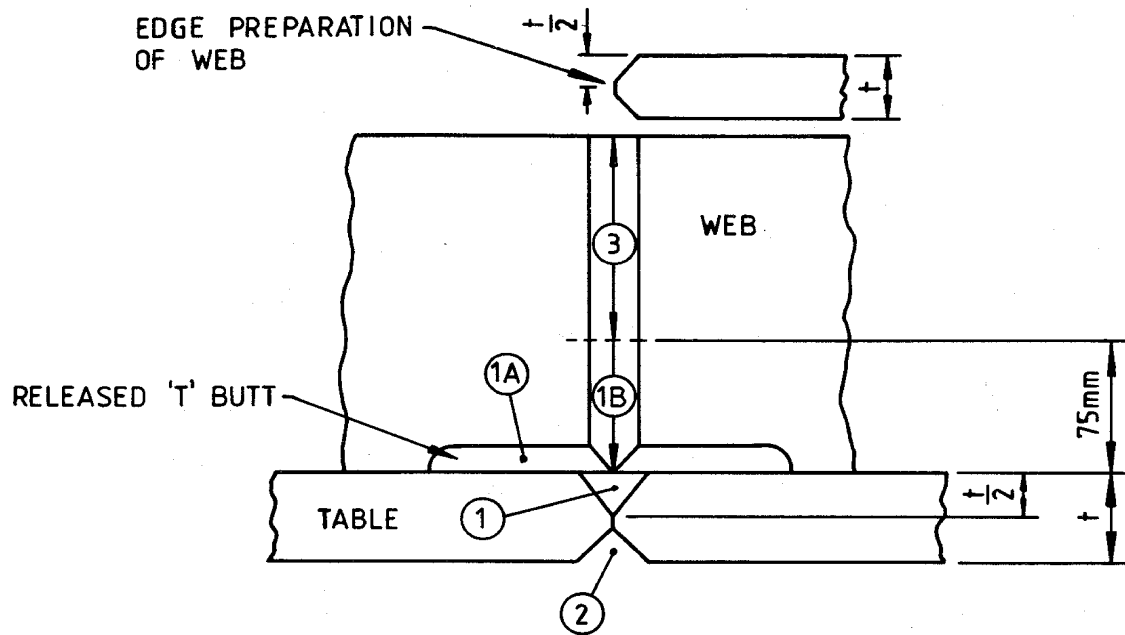 EDGE PREPARATION
OF WEB
t/2
t
3
WEB
1A
1B
RELEASED 'T' BUTT
75mm
TABLE
1
t/2
t
2